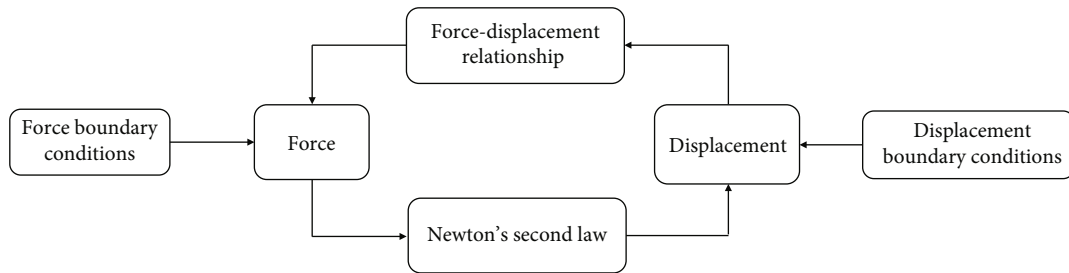 Force-displacement
relationship
Force boundary
conditions
Force
Displacement
Displacement
boundary conditions
Newton's second law